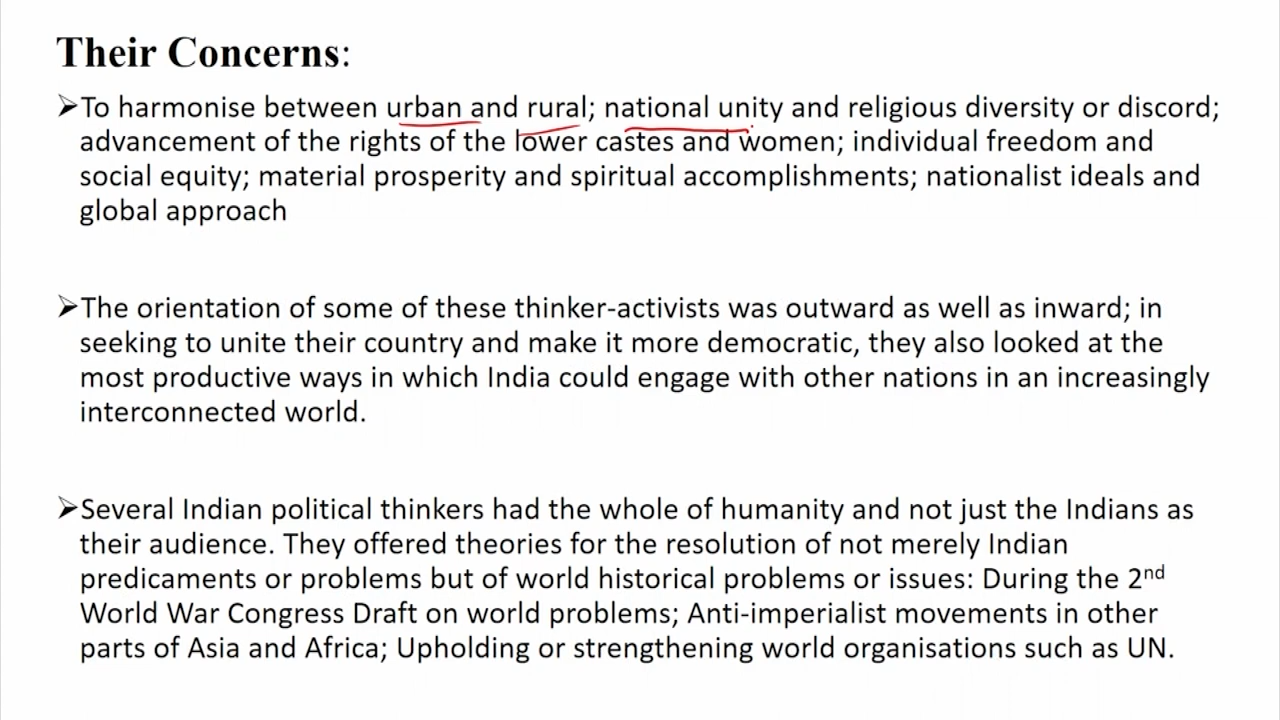 Their Concerns:
➢To harmonise between urban and rural; national unity and religious diversity or discord;
advancement of the rights of the lower castes and women; individual freedom and
social equity; material prosperity and spiritual accomplishments; nationalist ideals and
global approach
➢The orientation of some of these thinker-activists was outward as well as inward; in
seeking to unite their country and make it more democratic, they also looked at the
most productive ways in which India could engage with other nations in an increasingly
interconnected world.
➢Several Indian political thinkers had the whole of humanity and not just the Indians as
their audience. They offered theories for the resolution of not merely Indian
predicaments or problems but of world historical problems or issues: During the 2nd
World War Congress Draft on world problems; Anti-imperialist movements in other
parts of Asia and Africa; Upholding or strengthening world organisations such as UN.